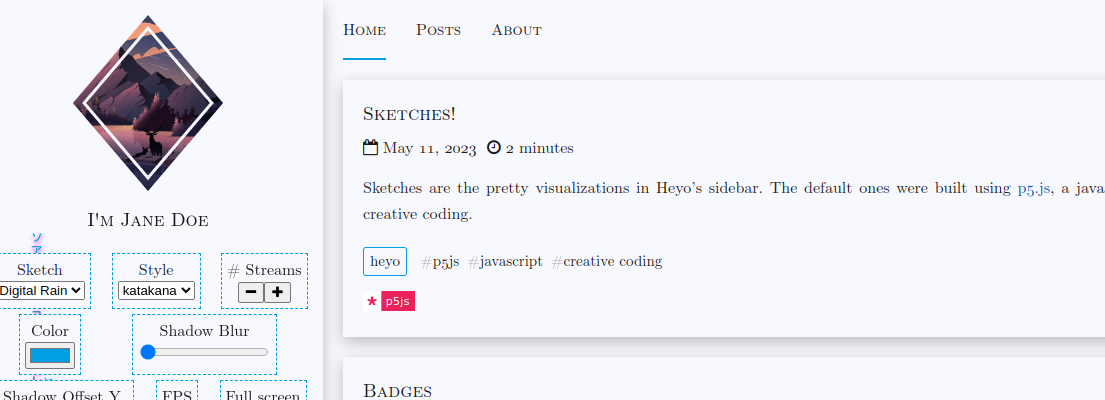 I'm Jane Doe
ソ
ア
Sketch
Digital Rain
Style
katakana
# Streams
Color
Shadow Blur
Shadow Offset Y
FPS
Full screen
Home Posts About
Sketches!
May 11, 2023 2 minutes
Sketches are the pretty visualizations in Heyo's sidebar. The default ones were built using p5.js, a java
creative coding.
heyo #p5js #javascript #creative coding
* p5js
Badges